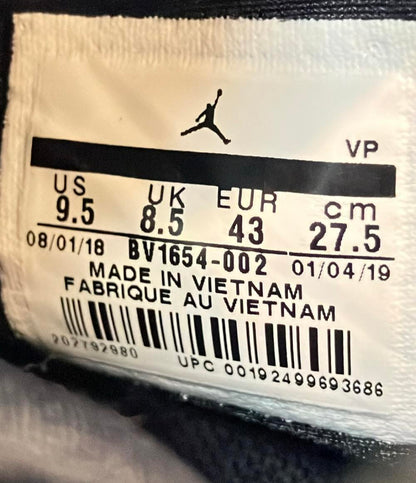 VP
US UK EUR cm
9.5 8.5 43 27.5
08/01/18 BV1654-002 01/04/19
MADE IN VIETNAM
FABRIQUE AU VIETNAM
202792980 UPC 00192499693686